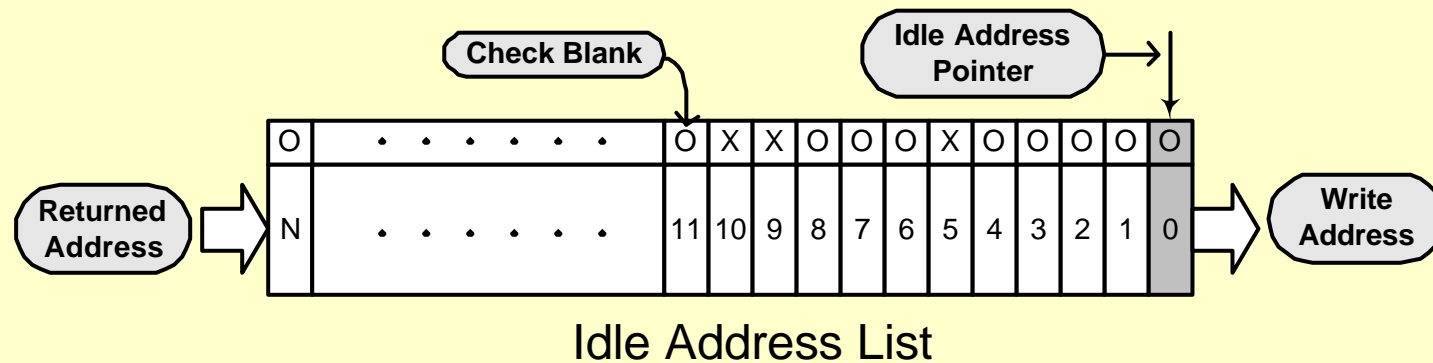 Check Blank
Idle Address
Pointer
O . . . . . . O X X O O O X O O O O O
Returned
Address
N . . . . . . 11 10 9 8 7 6 5 4 3 2 1 0
Write
Address
Idle Address List